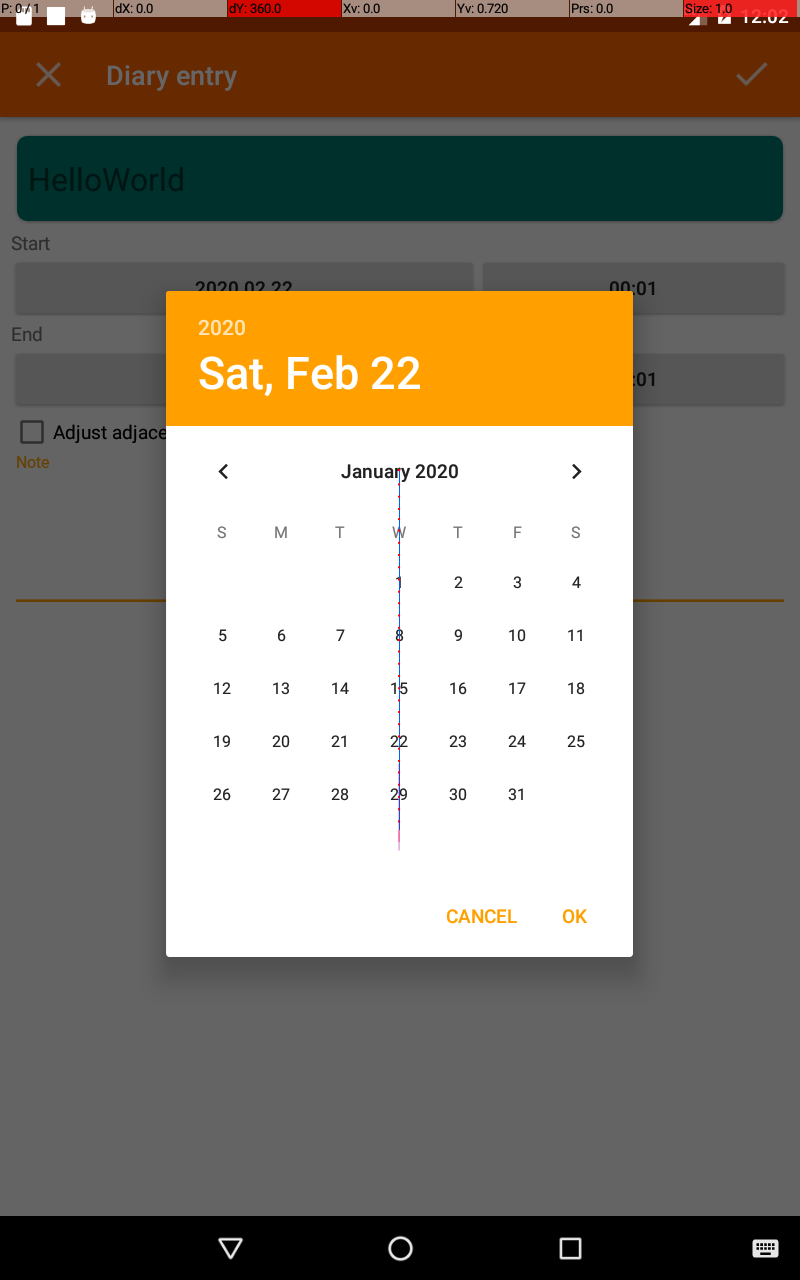 P: 0 / 1 dX: 0.0 dY: 360.0 Xv: 0.0 Yv: 0.720 Prs: 0.0 Size: 1.0
12:02
Diary entry
HelloWorld
Start
2020 02 22 00:01
End
:01
Adjust adjace
Note
2020
Sat, Feb 22
January 2020
S M T W T F S
1 2 3 4
5 6 7 8 9 10 11
12 13 14 15 16 17 18
19 20 21 22 23 24 25
26 27 28 29 30 31
CANCEL OK